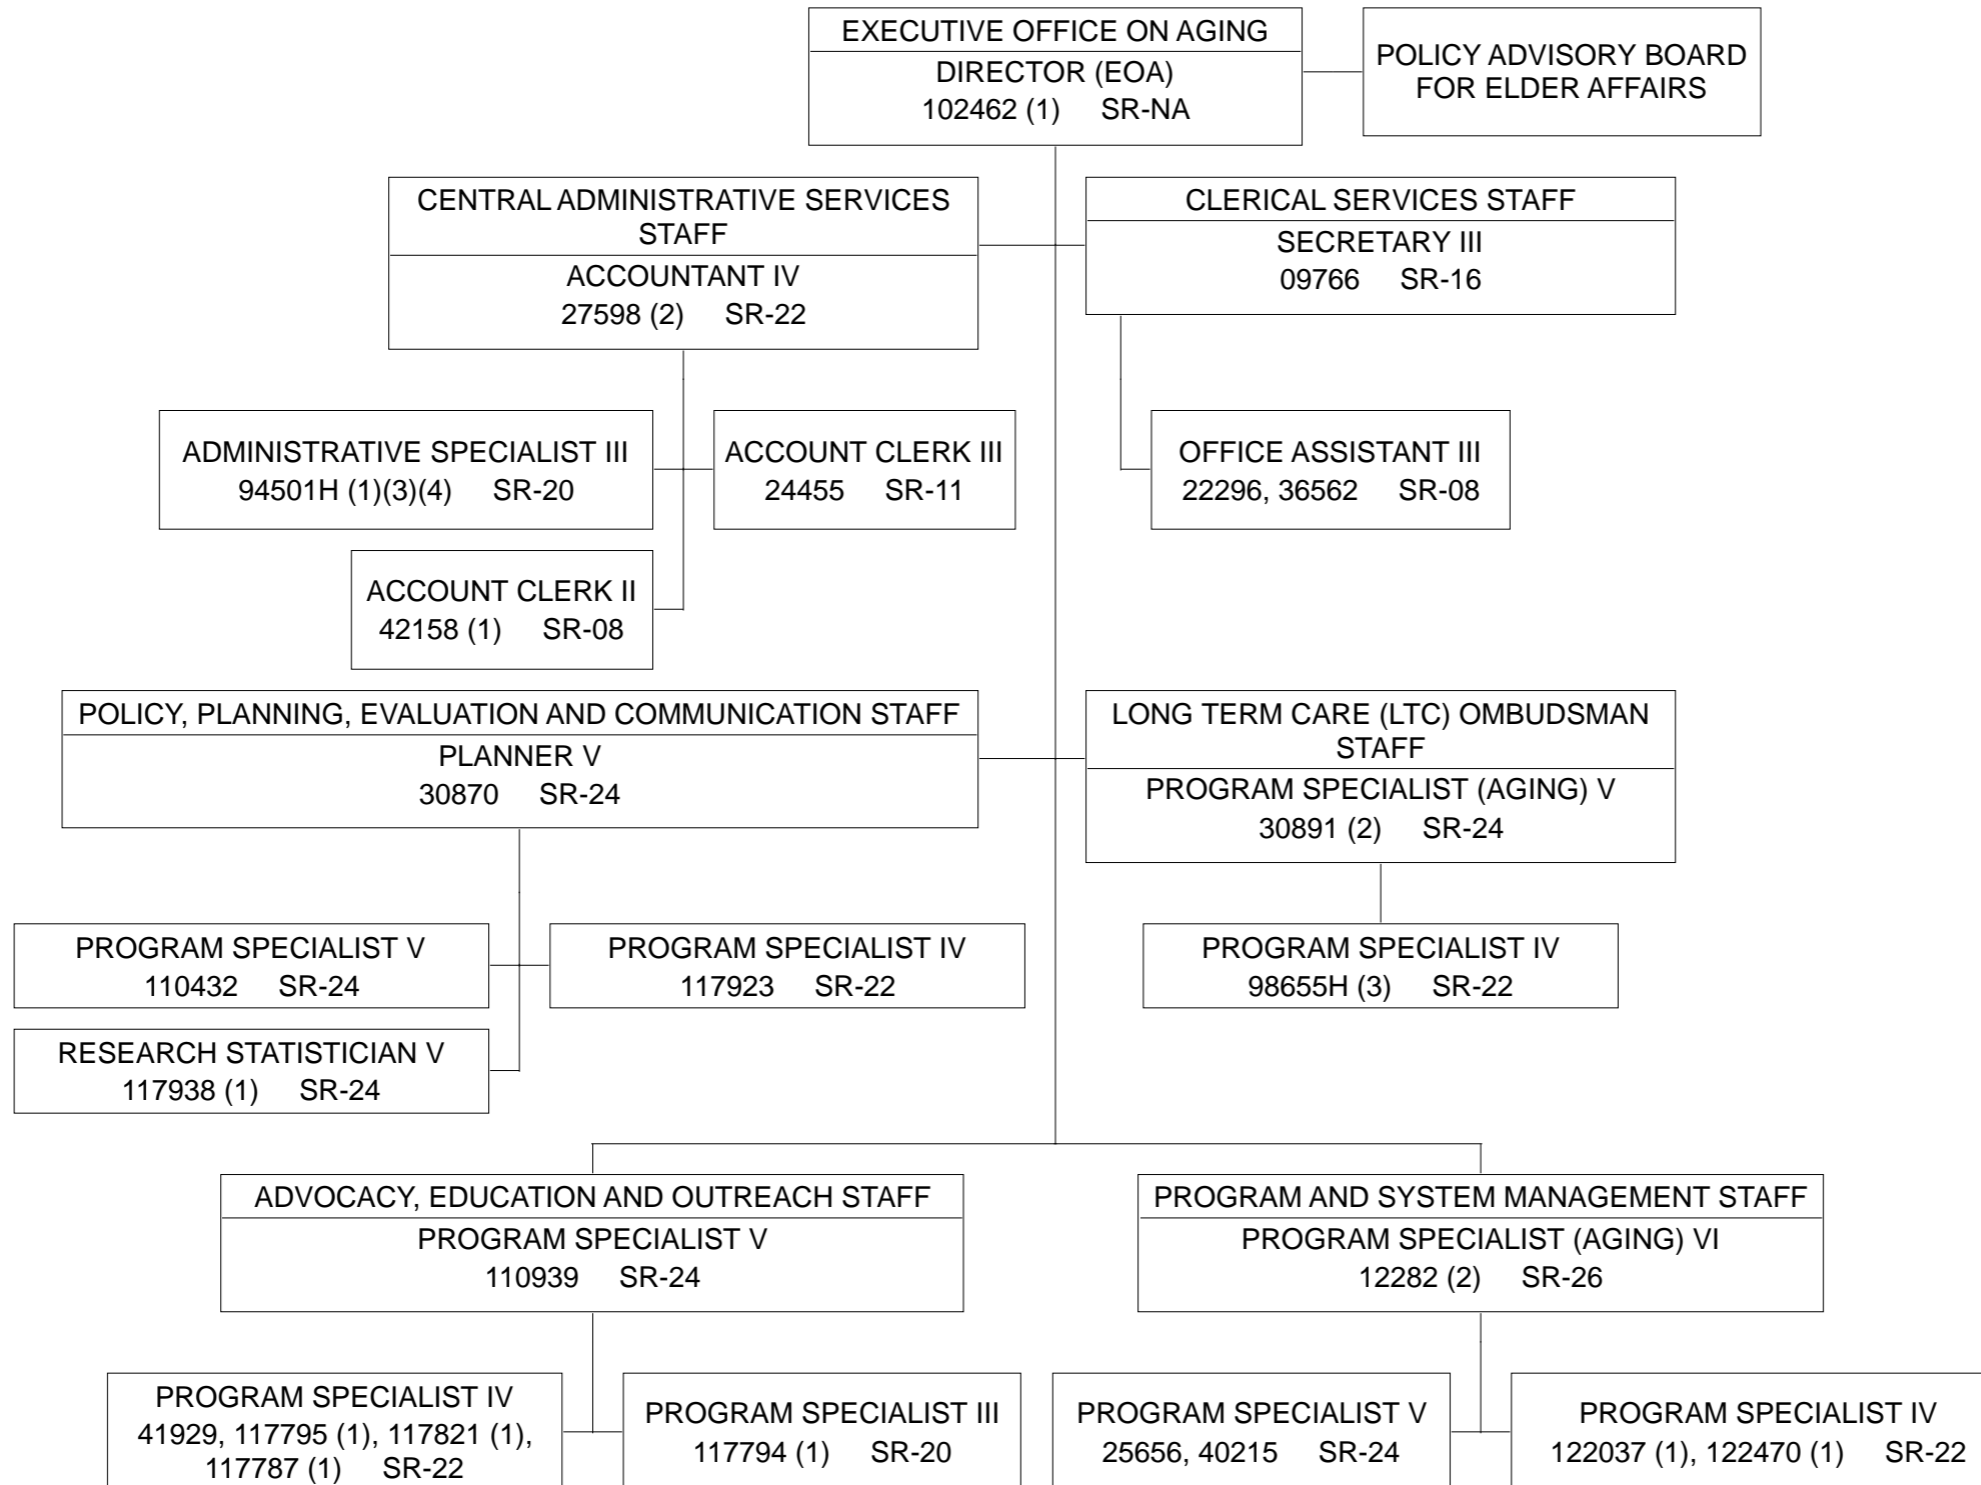 EXECUTIVE OFFICE ON AGING
DIRECTOR (EOA)
102462 (1) SR-NA
POLICY ADVISORY BOARD
FOR ELDER AFFAIRS
CENTRAL ADMINISTRATIVE SERVICES
STAFF
ACCOUNTANT IV
27598 (2) SR-22
CLERICAL SERVICES STAFF
SECRETARY III
09766 SR-16
ADMINISTRATIVE SPECIALIST III
94501H (1)(3)(4) SR-20
ACCOUNT CLERK III
24455 SR-11
OFFICE ASSISTANT III
22296, 36562 SR-08
ACCOUNT CLERK II
42158 (1) SR-08
POLICY, PLANNING, EVALUATION AND COMMUNICATION STAFF
PLANNER V
30870 SR-24
LONG TERM CARE (LTC) OMBUDSMAN
STAFF
PROGRAM SPECIALIST (AGING) V
30891 (2) SR-24
PROGRAM SPECIALIST V
110432 SR-24
PROGRAM SPECIALIST IV
117923 SR-22
PROGRAM SPECIALIST IV
98655H (3) SR-22
RESEARCH STATISTICIAN V
117938 (1) SR-24
ADVOCACY, EDUCATION AND OUTREACH STAFF
PROGRAM SPECIALIST V
110939 SR-24
PROGRAM AND SYSTEM MANAGEMENT STAFF
PROGRAM SPECIALIST (AGING) VI
12282 (2) SR-26
PROGRAM SPECIALIST IV
41929, 117795 (1), 117821 (1),
117787 (1) SR-22
PROGRAM SPECIALIST III
117794 (1) SR-20
PROGRAM SPECIALIST V
25656, 40215 SR-24
PROGRAM SPECIALIST IV
122037 (1), 122470 (1) SR-22